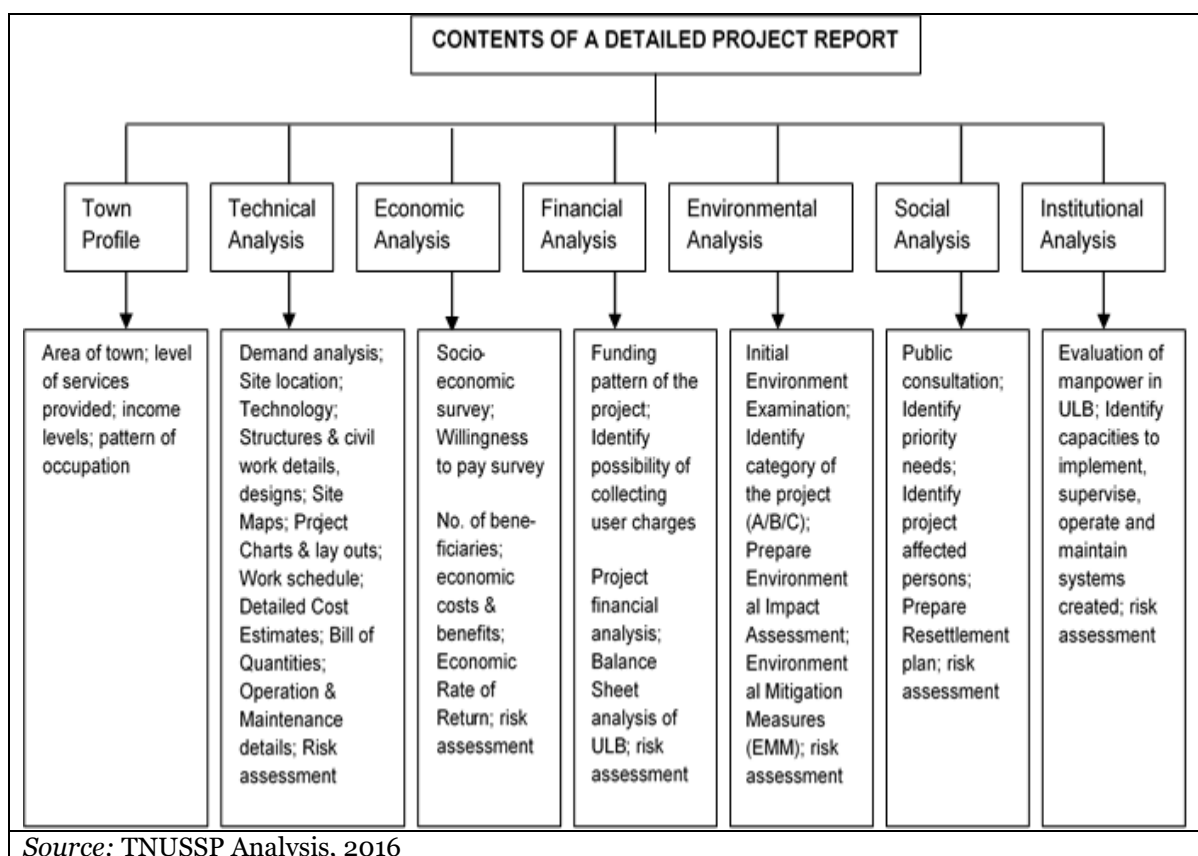 CONTENTS OF A DETAILED PROJECT REPORT
Town
Profile
Technical
Analysis
Economic
Analysis
Financial
Analysis
Environmental
Analysis
Social
Analysis
Institutional
Analysis
Area of town; level
of services
provided; income
levels; pattern of
occupation
Demand analysis;
Site location;
Technology;
Structures & civil
work details,
designs; Site
Maps; Project
Charts & lay outs;
Work schedule;
Detailed Cost
Estimates; Bill of
Quantities;
Operation &
Maintenance
details; Risk
assessment
Socio-
economic
survey;
Willingness
to pay survey
No. of bene-
ficiaries;
economic
costs &
benefits;
Economic
Rate of
Return; risk
assessment
Funding
pattern of the
project;
Identify
possibility of
collecting
user charges
Project
financial
analysis;
Balance
Sheet
analysis of
ULB; risk
assessment
Initial
Environment
Examination;
Identify
category of
the project
(A/B/C);
Prepare
Environment
al Impact
Assessment;
Environment
al Mitigation
Measures
(EMM); risk
assessment
Public
consultation;
Identify
priority
needs;
Identify
project
affected
persons;
Prepare
Resettlement
plan; risk
assessment
Evaluation of
manpower in
ULB; Identify
capacities to
implement,
supervise,
operate and
maintain
systems
created; risk
assessment
Source: TNUSSP Analysis, 2016